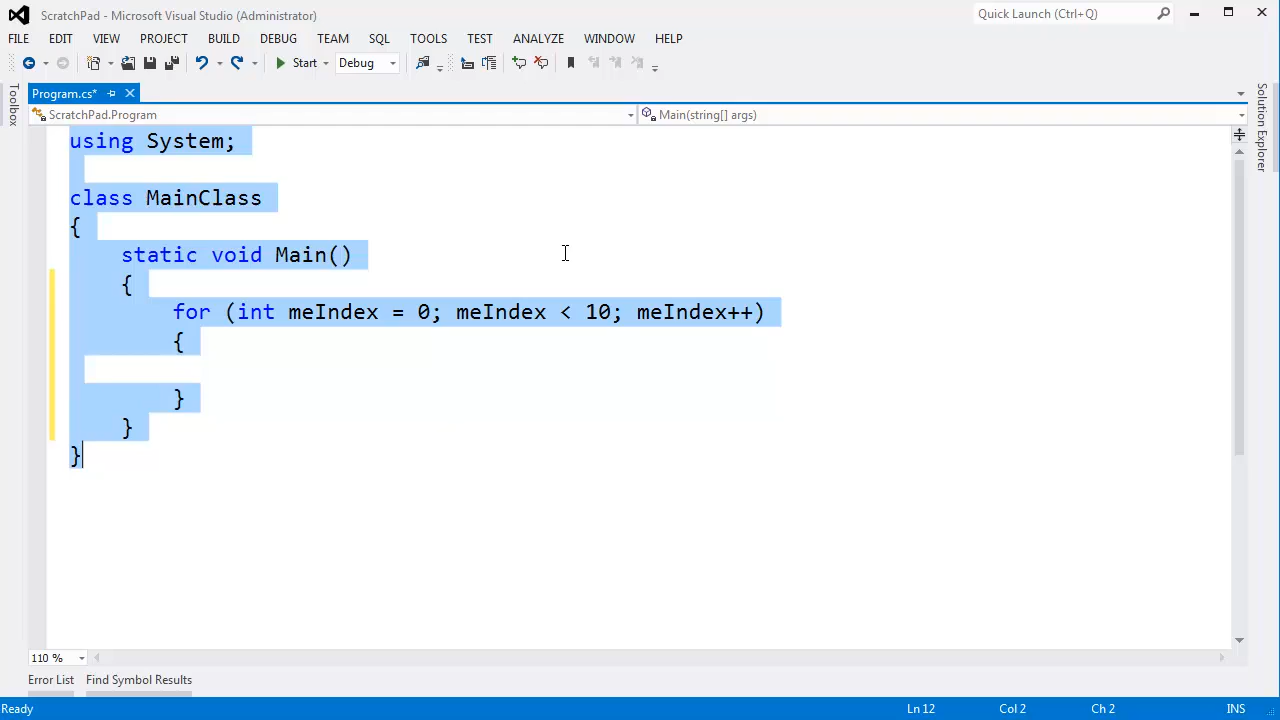 ScratchPad - Microsoft Visual Studio (Administrator)
Quick Launch (Ctrl+Q)
FILE EDIT VIEW PROJECT BUILD DEBUG TEAM SQL TOOLS TEST ANALYZE WINDOW HELP
Start Debug
Toolbox
Program.cs*
Solution Explorer
ScratchPad.Program Main(string[] args)
using System;
class MainClass
{
static void Main()
{
for (int meIndex = 0; meIndex < 10; meIndex++)
{
}
}
}
110 %
Error List Find Symbol Results
Ready Ln 12 Col 2 Ch 2 INS